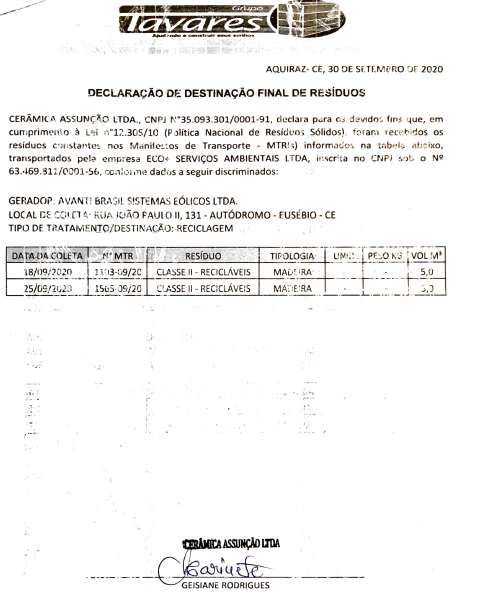 Grupo
Tavares
Ajudando a construir seus sonhos
AQUIRAZ- CE, 30 DE SETEMBRO DE 2020
DECLARAÇÃO DE DESTINAÇÃO FINAL DE RESÍDUOS
CERÂMICA ASSUNÇÃO LTDA., CNPJ N°35.093.301/0001-91, declara para os devidos fins que, em
cumprimento à Lei n°12.305/10 (Política Nacional de Resíduos Sólidos), foram recebidos os
resíduos constantes nos Manifestos de Transporte - MTR(s) informados na tabela abaixo,
transportados pela empresa ECO+ SERVIÇOS AMBIENTAIS LTDA, inscrita no CNPJ sob o Nº
63.469.811/0001-56, conforme dados a seguir discriminados:
GERADOR: AVANTI BRASIL SISTEMAS EÓLICOS LTDA.
LOCAL DE COLETA: RUA JOÃO PAULO II, 131 - AUTÓDROMO - EUSÉBIO - CE
TIPO DE TRATAMENTO/DESTINAÇÃO: RECICLAGEM
DATA DA COLETA N° MTR RESÍDUO TIPOLOGIA UNID. PESO KG VOL M³
18/09/2020 CLASSE II - RECICLÁVEIS MADEIRA - - 5,0
25/09/2020 1565-09/20 CLASSE II - RECICLÁVEIS MADEIRA - - 5,0
CERÂMICA ASSUNÇÃO LTDA
GEISIANE RODRIGUES